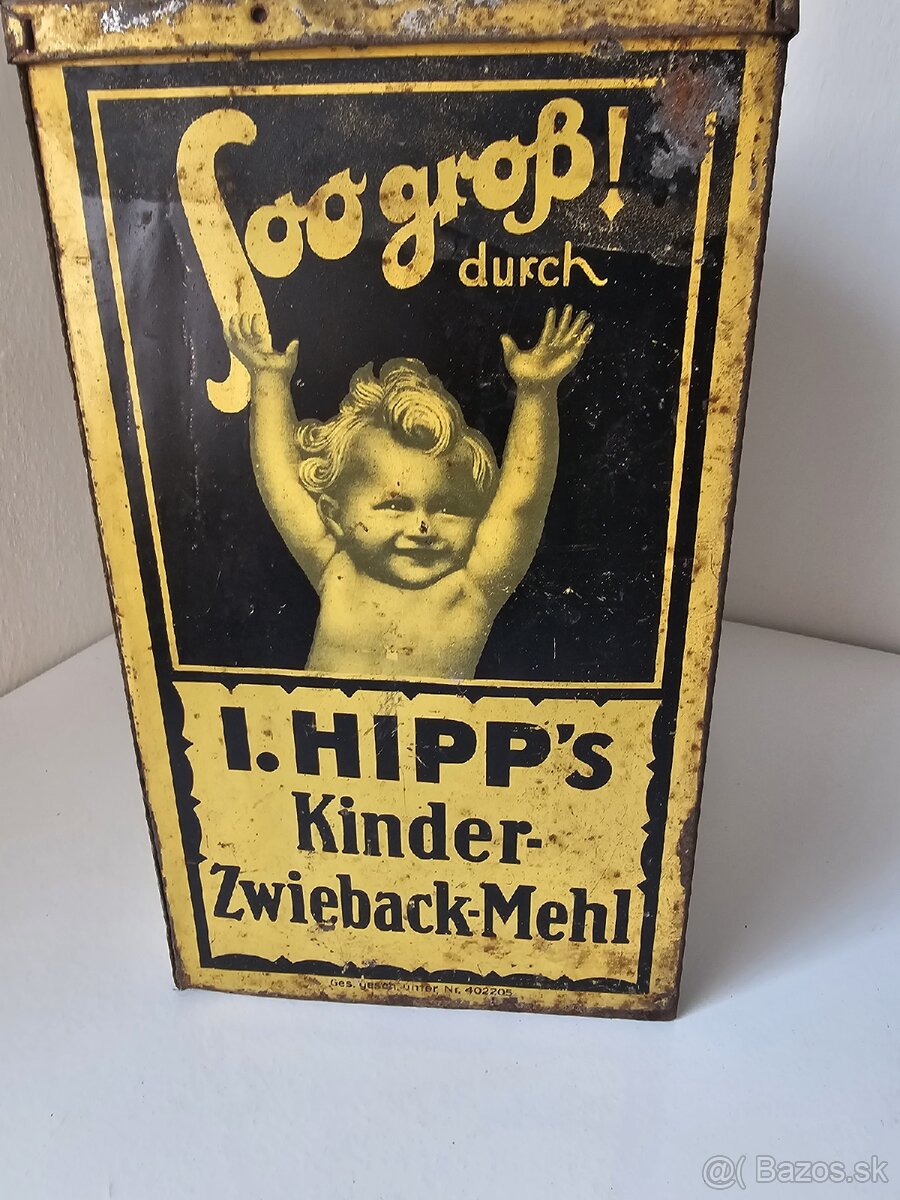 Soo groß!
durch
I. HIPP's
Kinder-
Zwieback-Mehl
Ges. gesch. unter Nr. 402205
@( Bazos.sk